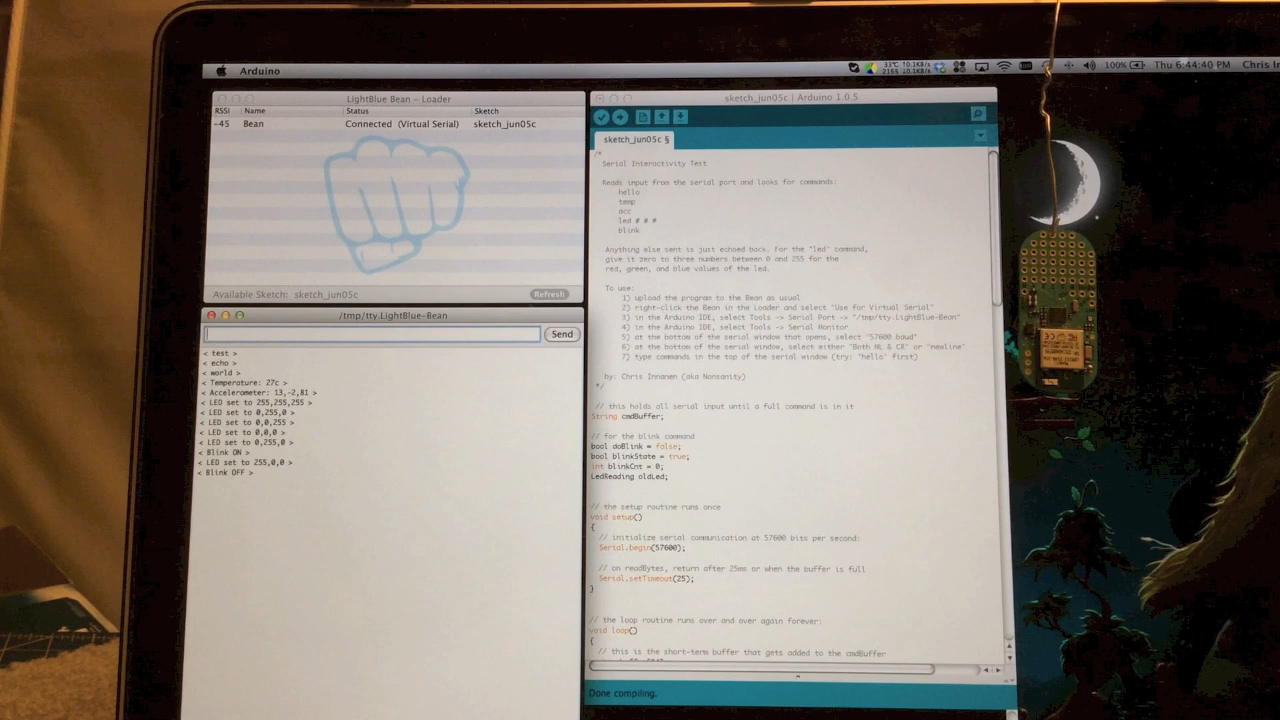 Arduino
33°C 10.1KB/s
10.1KB/s
100%
Thu 6:44:40 PM
Chris In
LightBlue Bean – Loader
RSSI Name Status Sketch
-45 Bean Connected (Virtual Serial) sketch_jun05c
Available Sketch: sketch_jun05c
Refresh
/tmp/tty.LightBlue-Bean
Send
< test >
< echo >
< world >
< Temperature: 27c >
< Accelerometer: 13,-2,81 >
< LED set to 255,255,255 >
< LED set to 0,255,0 >
< LED set to 0,0,255 >
< LED set to 0,0,0 >
< LED set to 0,255,0 >
< Blink ON >
< LED set to 255,0,0 >
< Blink OFF >
sketch_jun05c | Arduino 1.0.5
sketch_jun05c §
/*
Serial Interactivity Test
Reads input from the serial port and looks for commands:
hello
temp
acc
led # # #
blink
Anything else sent is just echoed back. For the "led" command,
give it zero to three numbers between 0 and 255 for the
red, green, and blue values of the led.
To use:
1) upload the program to the Bean as usual
2) right-click the Bean in the Loader and select "Use for Virtual Serial"
3) in the Arduino IDE, select Tools -> Serial Port -> "/tmp/tty.LightBlue-Bean"
4) in the Arduino IDE, select Tools -> Serial Monitor
5) at the bottom of the serial window that opens, select "57600 baud"
6) at the bottom of the serial window, select either "Both NL & CR" or "newline"
7) type commands in the top of the serial window (try: 'hello' first)
by: Chris Innanen (aka Nonsanity)
*/
// this holds all serial input until a full command is in it
String cmdBuffer;
// for the blink command
bool doBlink = false;
bool blinkState = true;
int blinkCnt = 0;
LedReading oldLed;
// the setup routine runs once
void setup()
{
// initialize serial communication at 57600 bits per second:
Serial.begin(57600);
// on readBytes, return after 25ms or when the buffer is full
Serial.setTimeout(25);
}
// the loop routine runs over and over again forever:
void loop()
{
// this is the short-term buffer that gets added to the cmdBuffer
Done compiling.